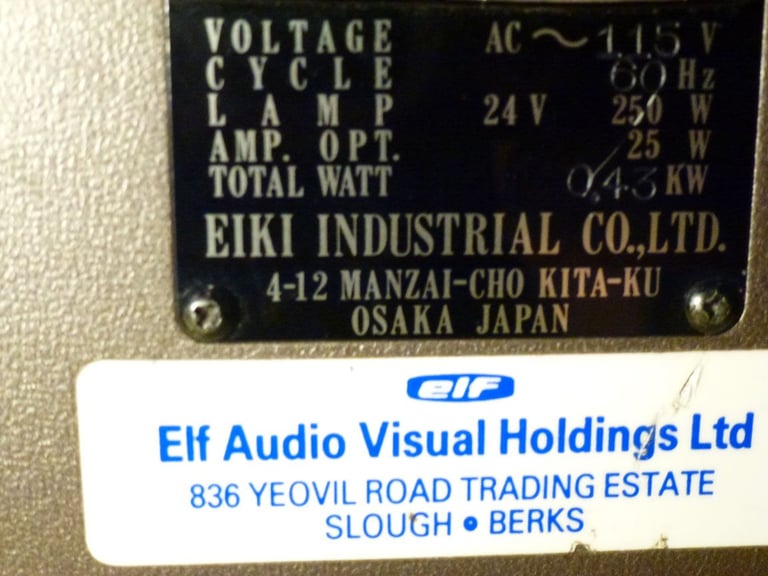 VOLTAGE AC ~ 115 V
CYCLE 60 Hz
LAMP 24 V 250 W
AMP. OPT. 25 W
TOTAL WATT 0.43 KW
EIKI INDUSTRIAL CO.,LTD.
4-12 MANZAI-CHO KITA-KU
OSAKA JAPAN
elf
Elf Audio Visual Holdings Ltd
836 YEOVIL ROAD TRADING ESTATE
SLOUGH • BERKS